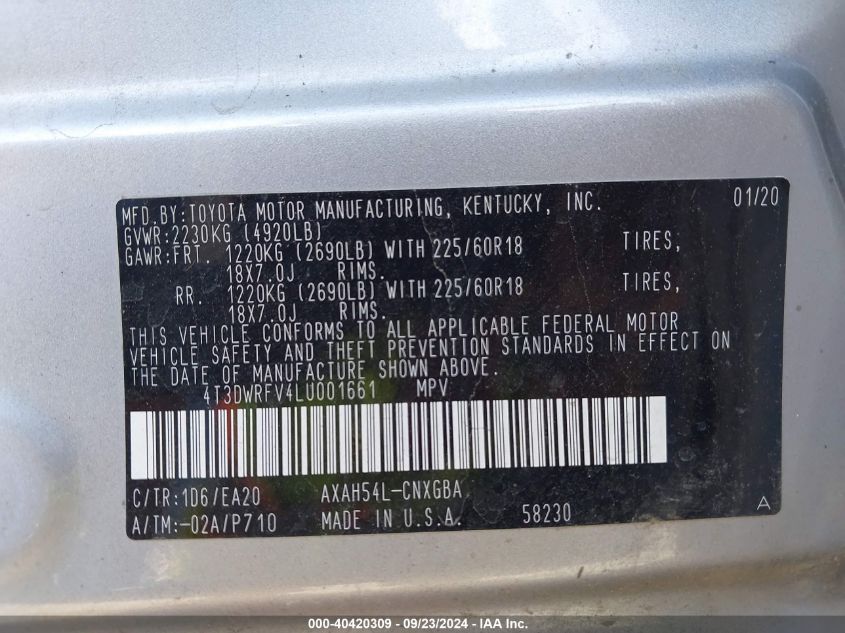 MFD.BY:TOYOTA MOTOR MANUFACTURING, KENTUCKY, INC. 01/20
GVWR:2230KG (4920LB)
GAWR:FRT. 1220KG (2690LB) WITH 225/60R18 TIRES,
18X7.0J RIMS.
RR. 1220KG (2690LB) WITH 225/60R18 TIRES,
18X7.0J RIMS.
THIS VEHICLE CONFORMS TO ALL APPLICABLE FEDERAL MOTOR
VEHICLE SAFETY AND THEFT PREVENTION STANDARDS IN EFFECT ON
THE DATE OF MANUFACTURE SHOWN ABOVE.
4T3DWRFV4LU001661 MPV
C/TR:1D6/EA20 AXAH54L-CNXGBA
A/TM:-02A/P710 MADE IN U.S.A. 58230 A
000-40420309 - 09/23/2024 - IAA Inc.